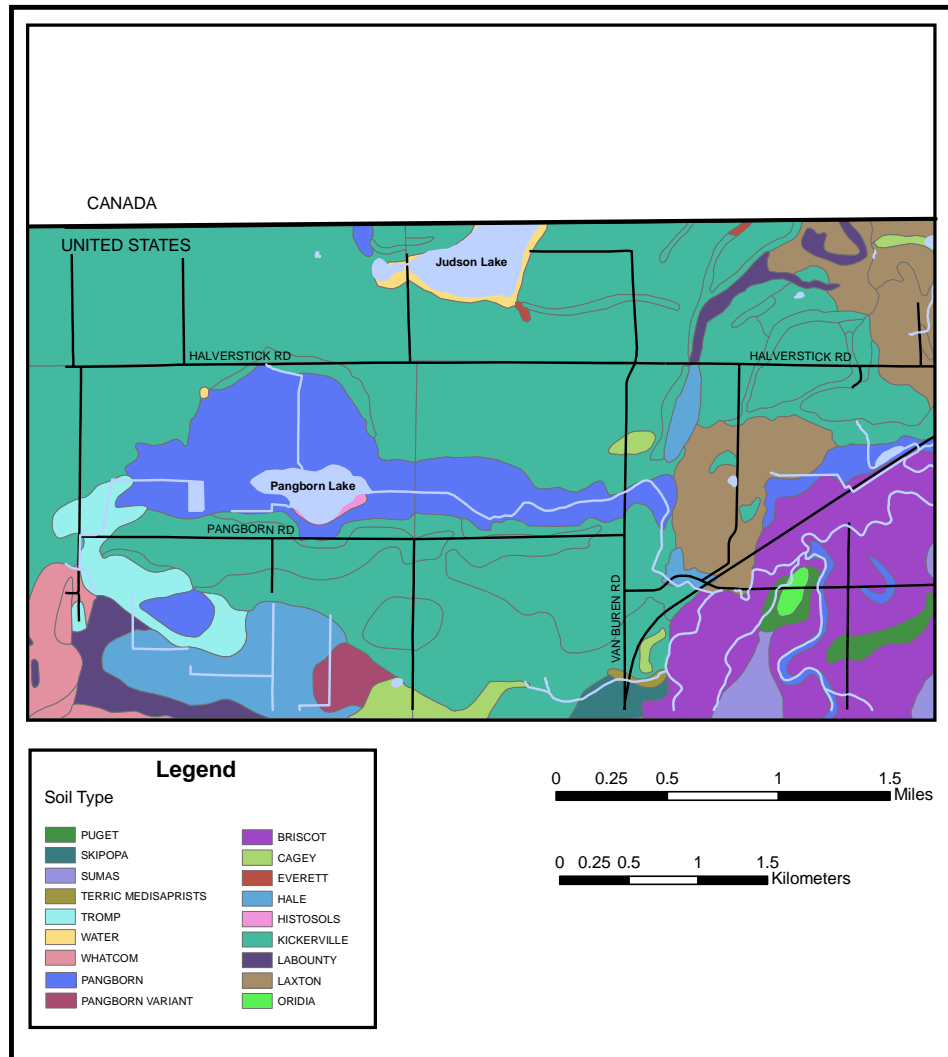 CANADA
UNITED STATES
Judson Lake
HALVERSTICK RD
HALVERSTICK RD
Pangborn Lake
PANGBORN RD
VAN BUREN RD
Legend
Soil Type
PUGET
SKIPOPA
SUMAS
TERRIC MEDISAPRISTS
TROMP
WATER
WHATCOM
PANGBORN
PANGBORN VARIANT
BRISCOT
CAGEY
EVERETT
HALE
HISTOSOLS
KICKERVILLE
LABOUNTY
LAXTON
ORIDIA
0 0.25 0.5 1 1.5
Miles
0 0.25 0.5 1 1.5
Kilometers